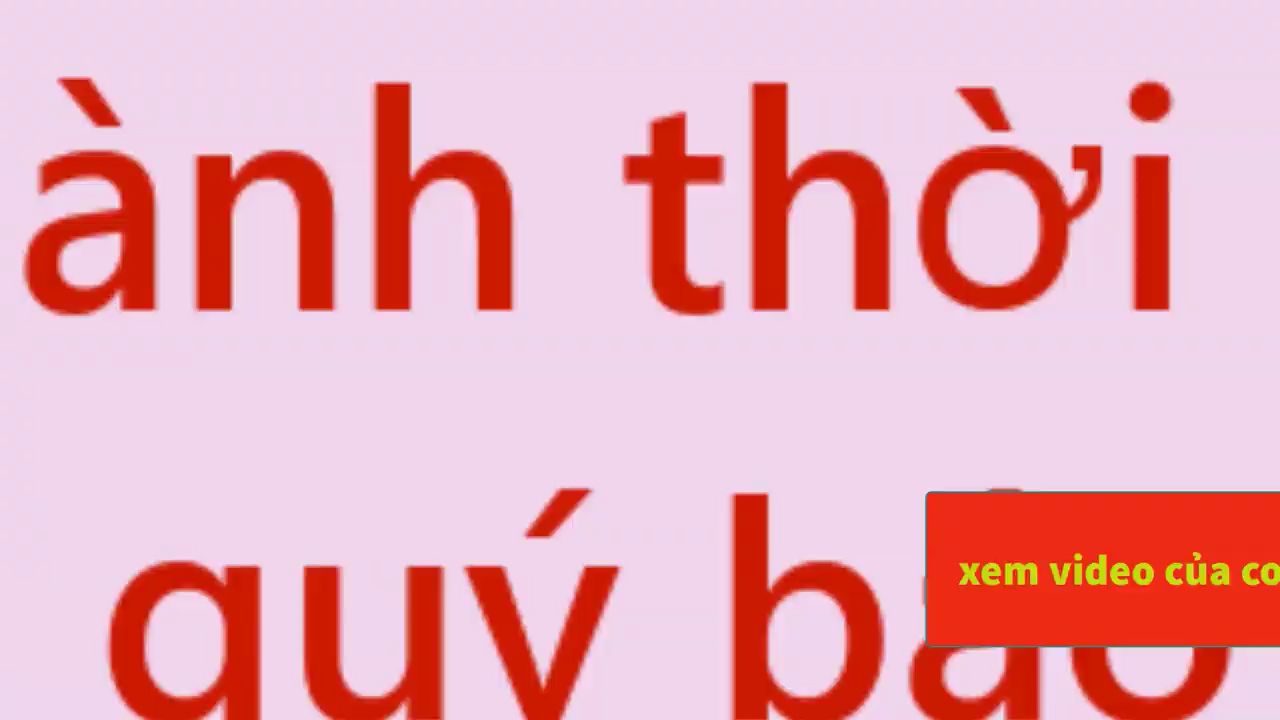 ành thời
quý
xem video của co